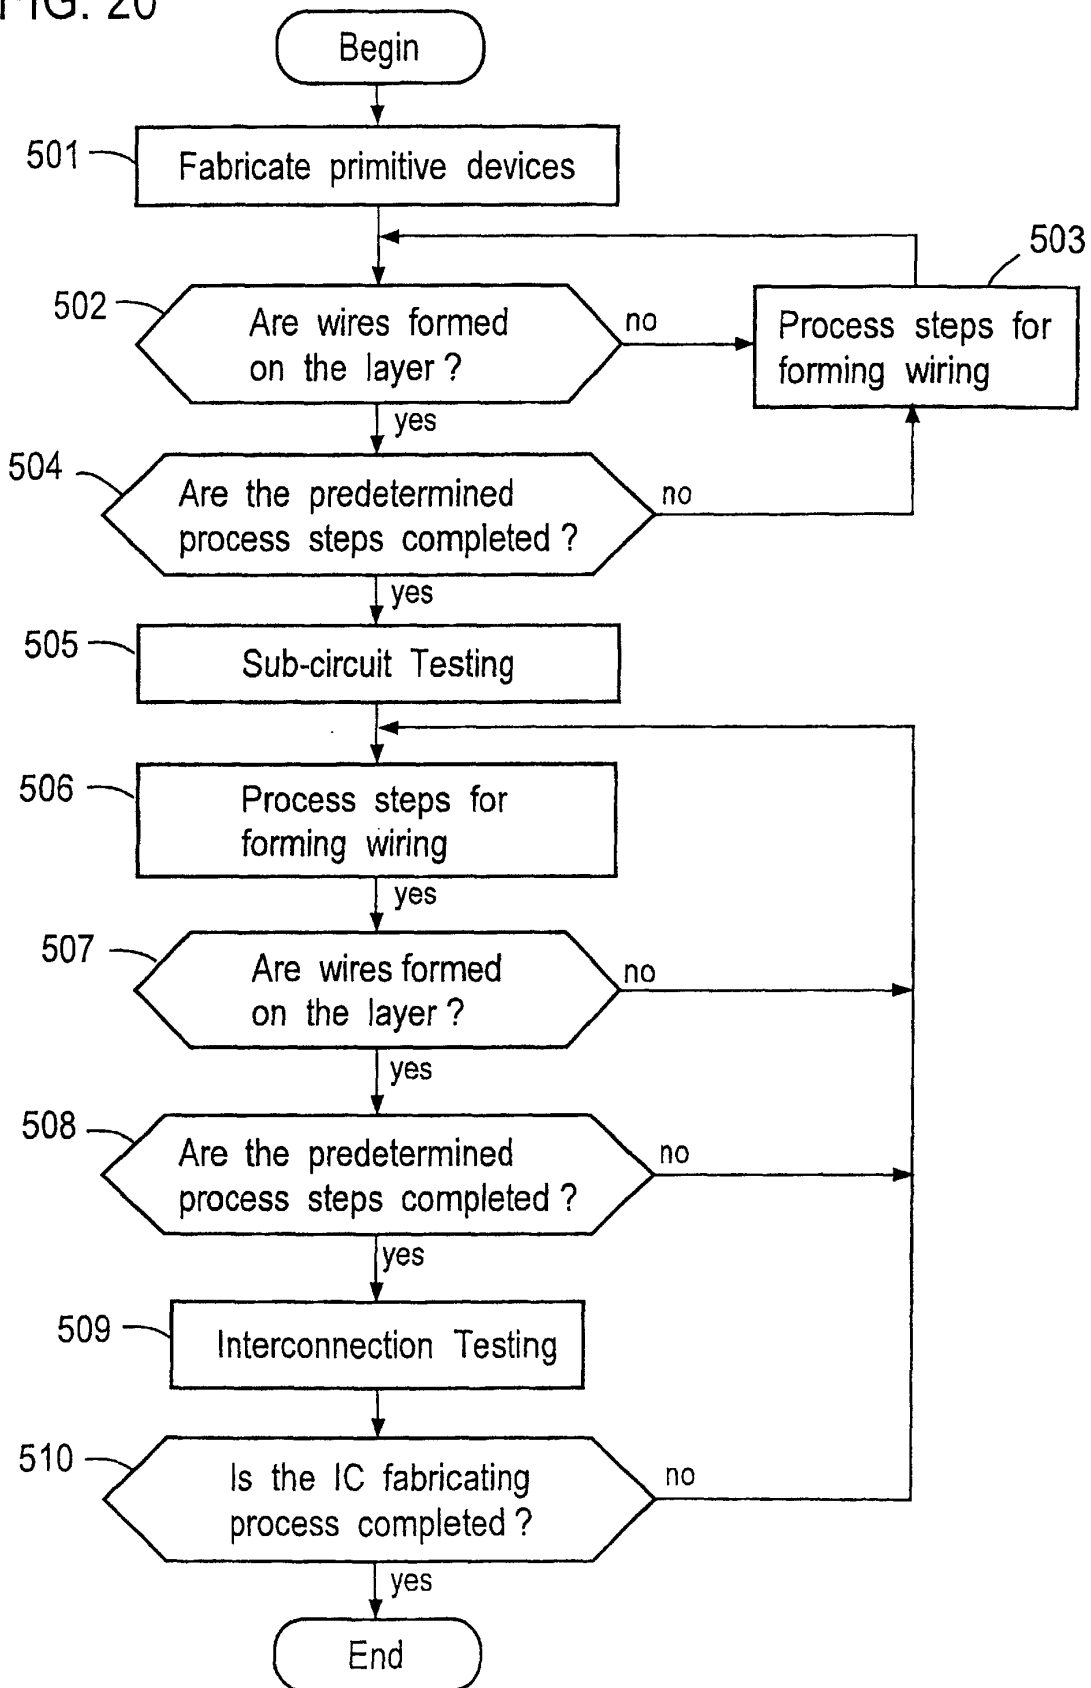 FIG. 20
Begin
501
Fabricate primitive devices
503
502
Are wires formed
on the layer ?
no
Process steps for
forming wiring
yes
504
Are the predetermined
process steps completed ?
no
yes
505
Sub-circuit Testing
506
Process steps for
forming wiring
yes
507
Are wires formed
on the layer ?
no
yes
508
Are the predetermined
process steps completed ?
no
yes
509
Interconnection Testing
510
Is the IC fabricating
process completed ?
no
yes
End